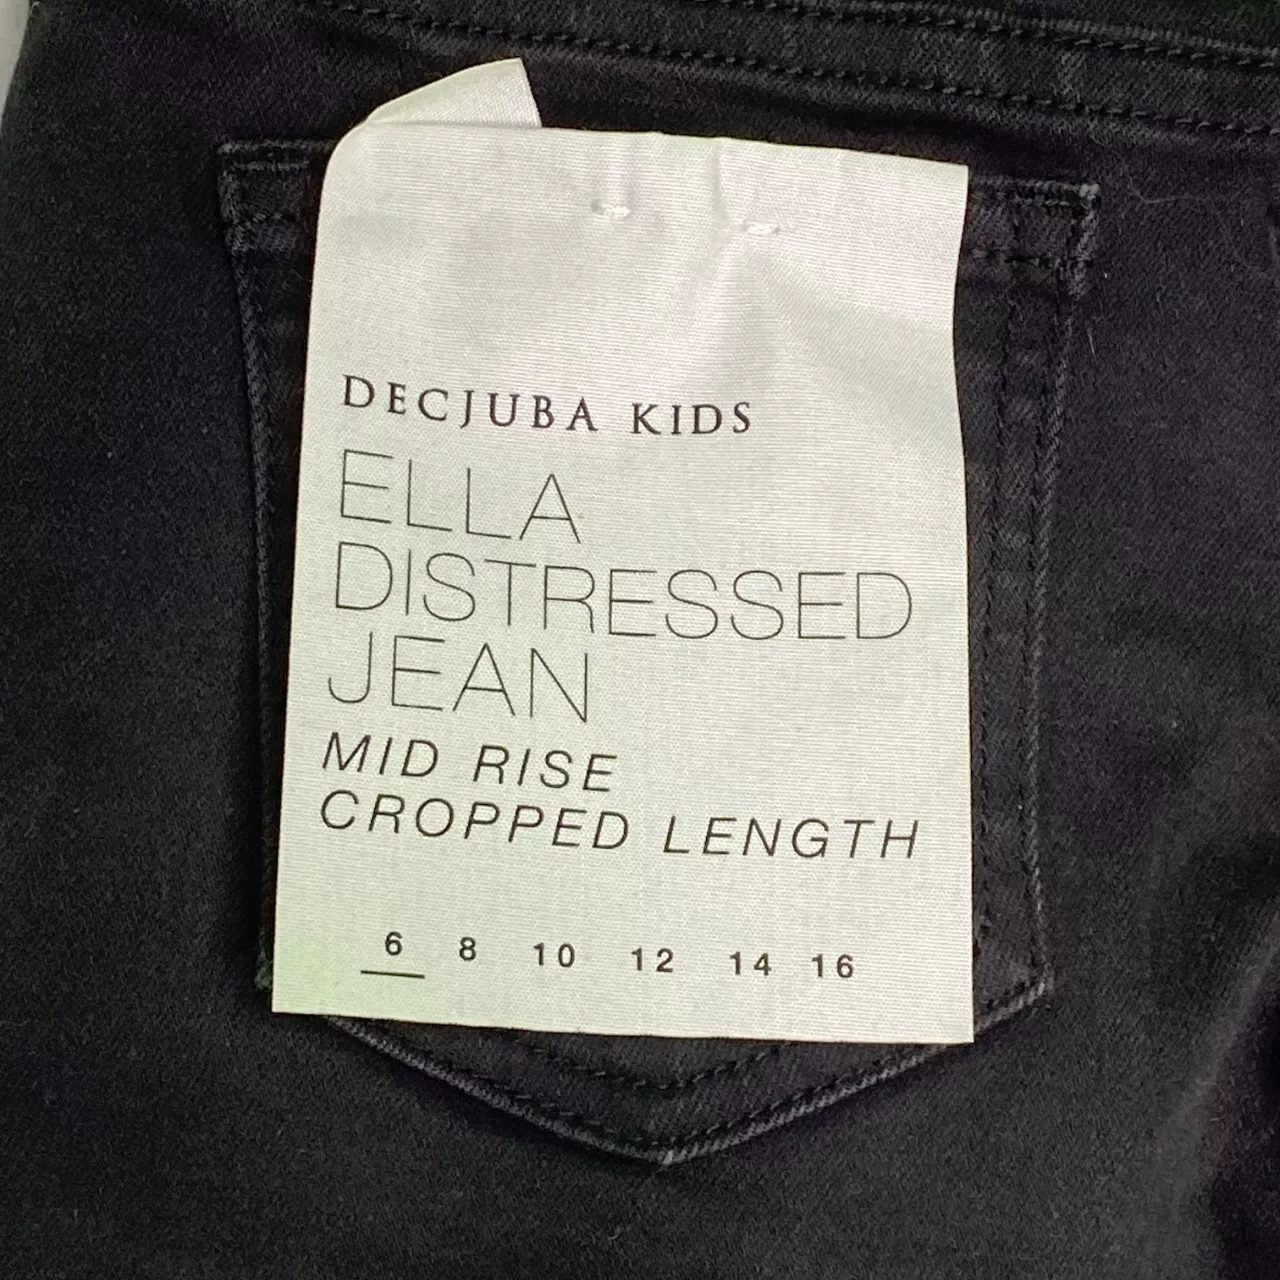 DECJUBA KIDS
ELLA
DISTRESSED
JEAN
MID RISE
CROPPED LENGTH
6 8 10 12 14 16